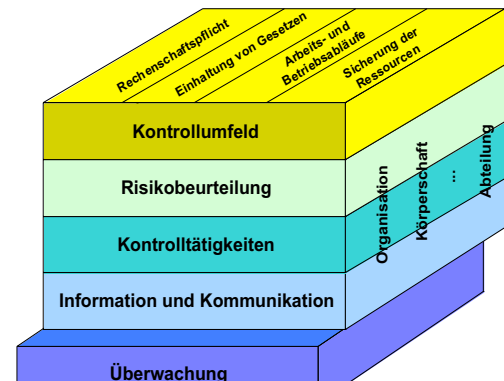 Rechenschaftspflicht
Einhaltung von Gesetzen
Arbeits- und
Betriebsabläufe
Sicherung der
Ressourcen
Kontrollumfeld
Risikobeurteilung
Kontrolltätigkeiten
Information und Kommunikation
Überwachung
Organisation
Körperschaft
...
Abteilung